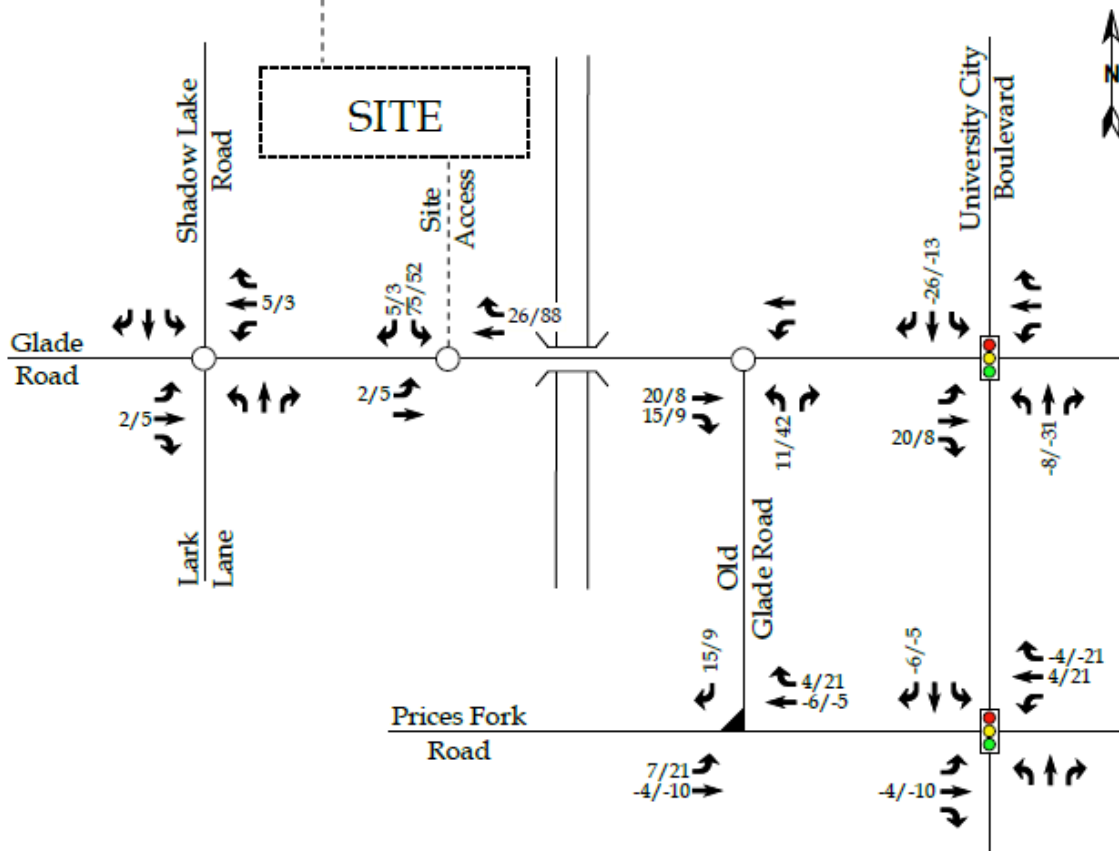 Shadow Lake
Road
SITE
Site
Access
University City
Boulevard
N
5/3
5/3
75/52
26/88
-26/-13
Glade
Road
2/5
2/5
20/8
15/9
11/42
20/8
-8/-31
Lark
Lane
Old
Glade Road
15/9
4/21
-6/-5
-6/-5
-4/-21
4/21
Prices Fork
Road
7/21
-4/-10
-4/-10